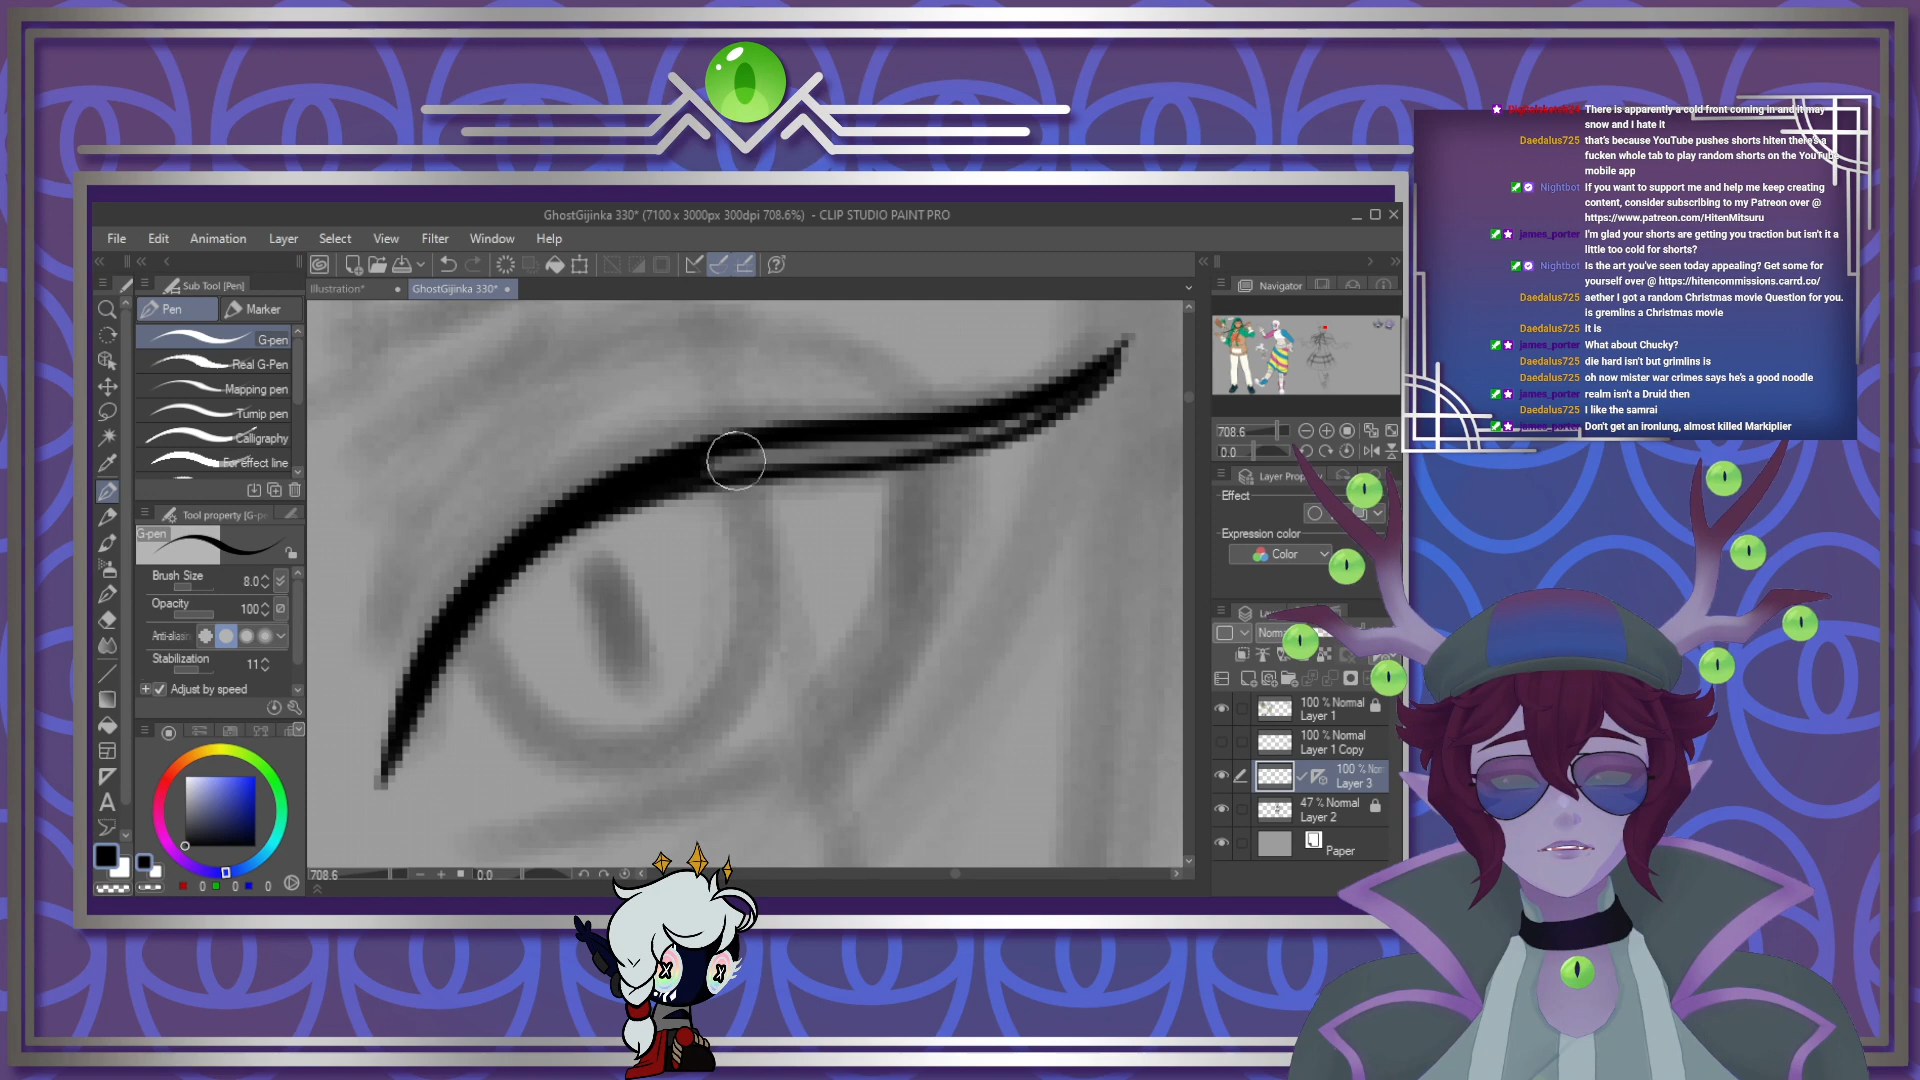 GhostGijinka 330* (7100 x 3000px 300dpi 708.6%) - CLIP STUDIO PAINT PRO
File Edit Animation Layer Select View Filter Window Help
Sub Tool [Pen]
Illustration*
GhostGijinka 330*
Pen
Marker
G-pen
Real G-Pen
Mapping pen
Turnip pen
Calligraphy
For effect line
Tool property [G-pe
G-pen
Brush Size 8.0
Opacity 100
Anti-aliasin
Stabilization 11
Adjust by speed
0 0 0
708.6 0.0
Navigator
708.6
0.0
Layer Prop
Effect
Expression color
Color
Norma
100 % Normal
Layer 1
100 % Normal
Layer 1 Copy
100 % Nor
Layer 3
47 % Normal
Layer 2
Paper
There is apparently a cold front coming in and it may
snow and I hate it
Daedalus725 that's because YouTube pushes shorts hiten there's a
fucken whole tab to play random shorts on the YouTube
mobile app
Nightbot If you want to support me and help me keep creating
content, consider subscribing to my Patreon over @
https://www.patreon.com/HitenMitsuru
james_porter I'm glad your shorts are getting you traction but isn't it a
little too cold for shorts?
Nightbot Is the art you've seen today appealing? Get some for
yourself over @ https://hitencommissions.carrd.co/
Daedalus725 aether I got a random Christmas movie Question for you.
is gremlins a Christmas movie
Daedalus725 it is
james_porter What about Chucky?
Daedalus725 die hard isn't but grimlins is
Daedalus725 oh now mister war crimes says he's a good noodle
james_porter realm isn't a Druid then
Daedalus725 I like the samrai
james_porter Don't get an ironlung, almost killed Markiplier